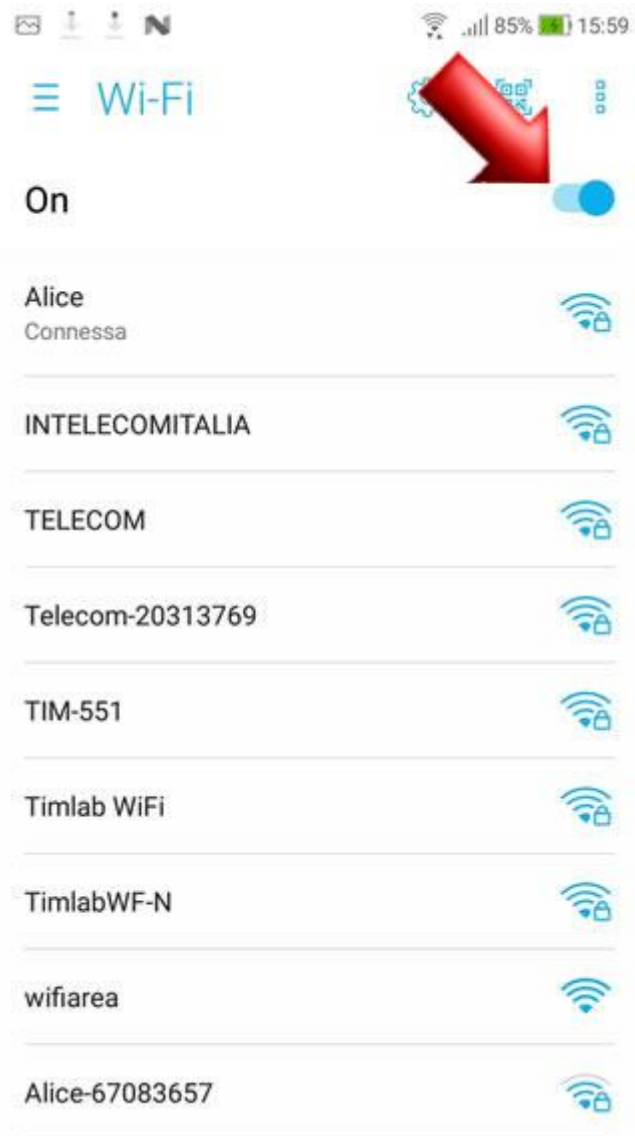 85% 15:59
Wi-Fi
On
Alice
Connessa
INTELECOMITALIA
TELECOM
Telecom-20313769
TIM-551
Timlab WiFi
TimlabWF-N
wifiarea
Alice-67083657